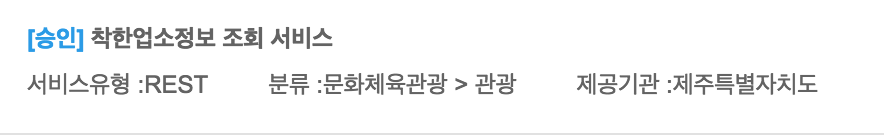 [승인] 착한업소정보 조회 서비스
서비스유형 :REST 분류 :문화체육관광 > 관광 제공기관 :제주특별자치도